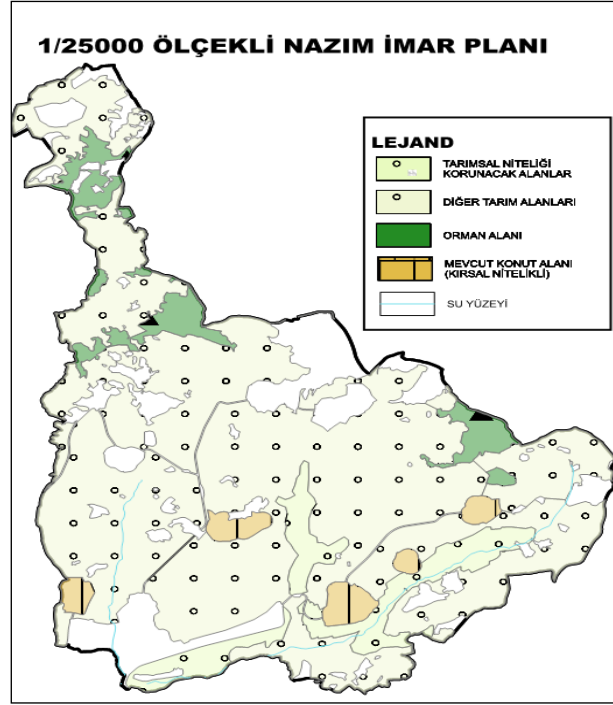 1/25000 ÖLÇEKLİ NAZIM İMAR PLANI
LEJAND
TARIMSAL NİTELİĞİ
KORUNACAK ALANLAR
DİĞER TARIM ALANLARI
ORMAN ALANI
MEVCUT KONUT ALANI
(KIRSAL NİTELİKLİ)
SU YÜZEYİ